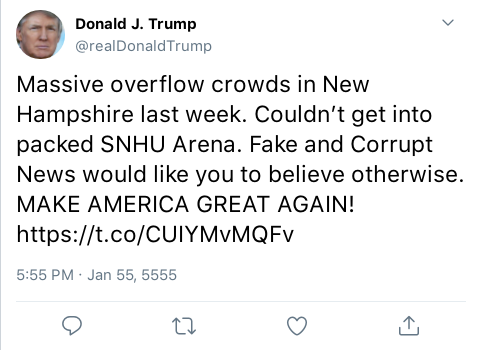 Donald J. Trump
@realDonaldTrump
Massive overflow crowds in New
Hampshire last week. Couldn’t get into
packed SNHU Arena. Fake and Corrupt
News would like you to believe otherwise.
MAKE AMERICA GREAT AGAIN!
https://t.co/CUIYMvMQFv
5:55 PM · Jan 55, 5555